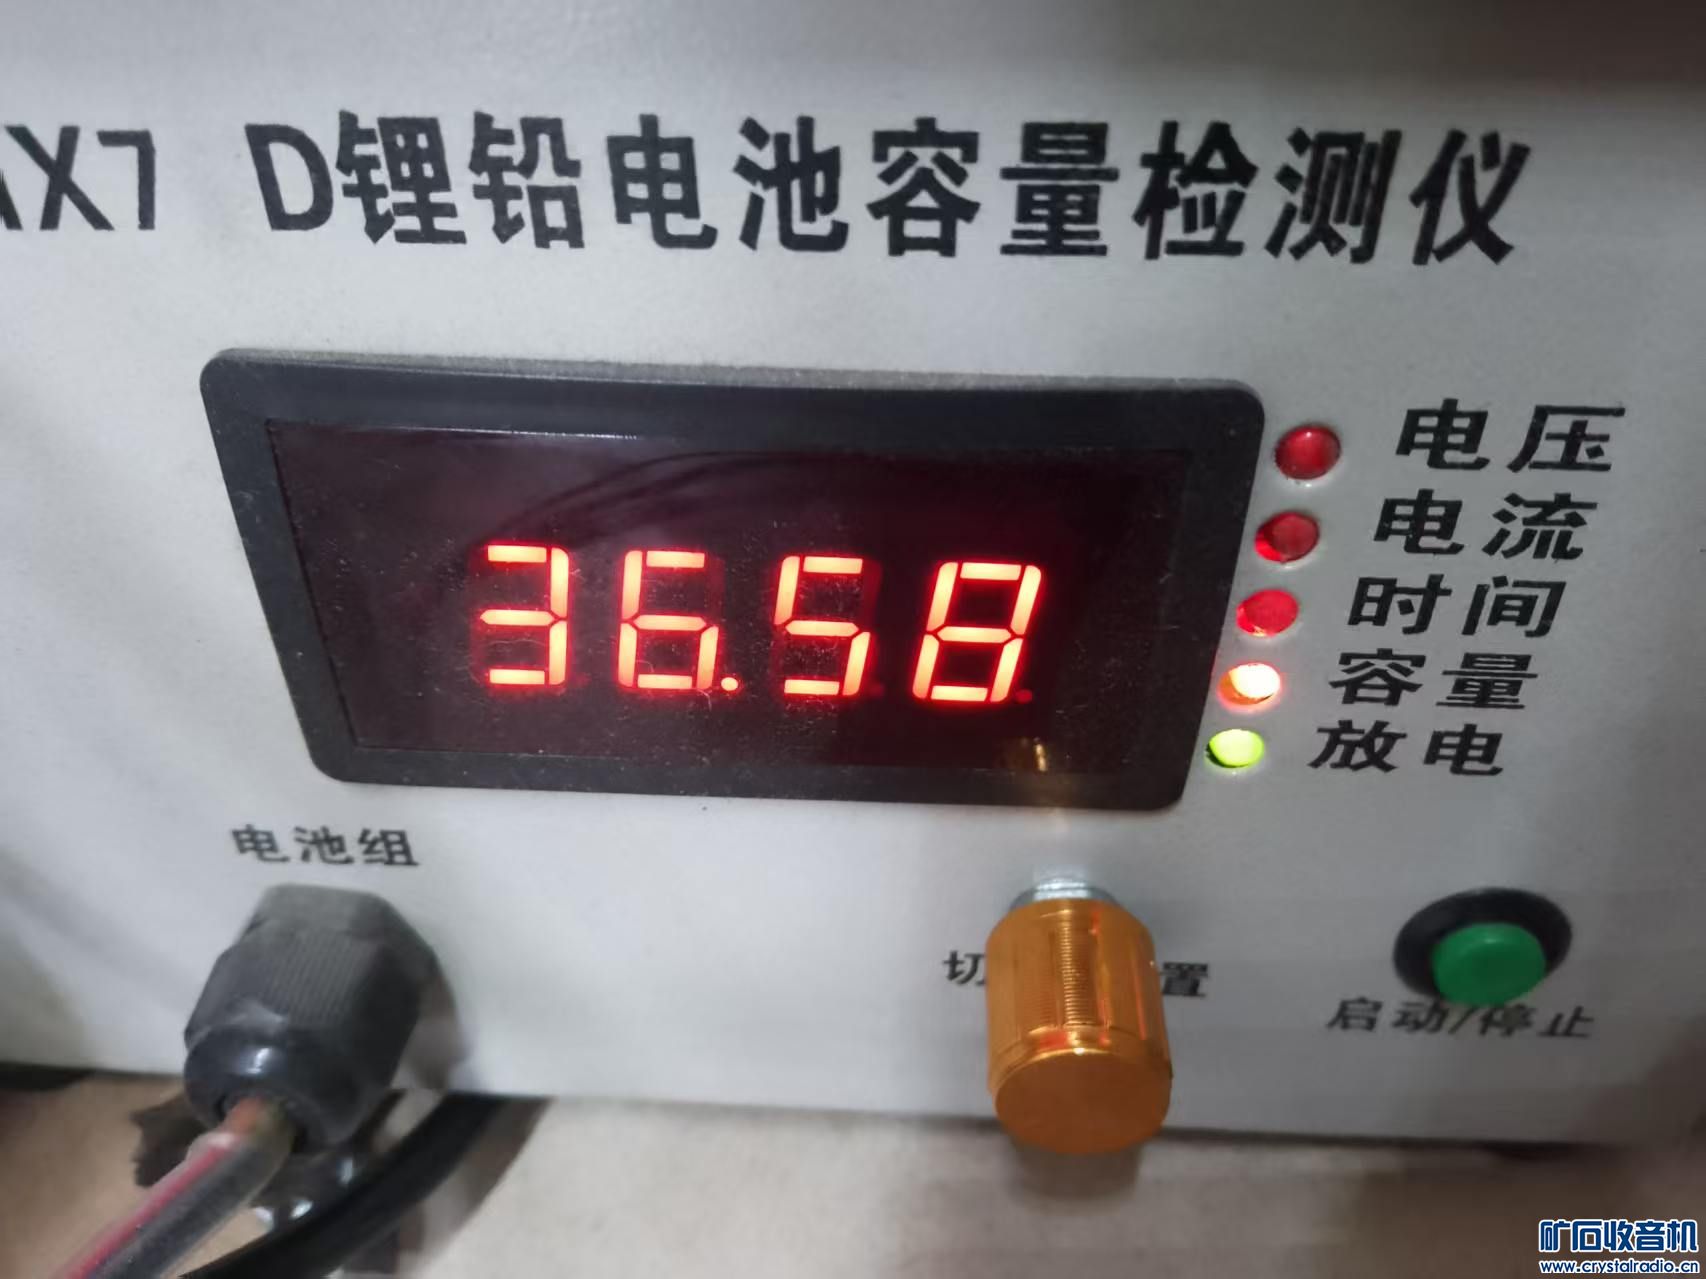 AX7 D锂铅电池容量检测仪
36.58
电压
电流
时间
容量
放电
电池组
切 置
启动/停止
矿石收音机
www.crystalradio.cn